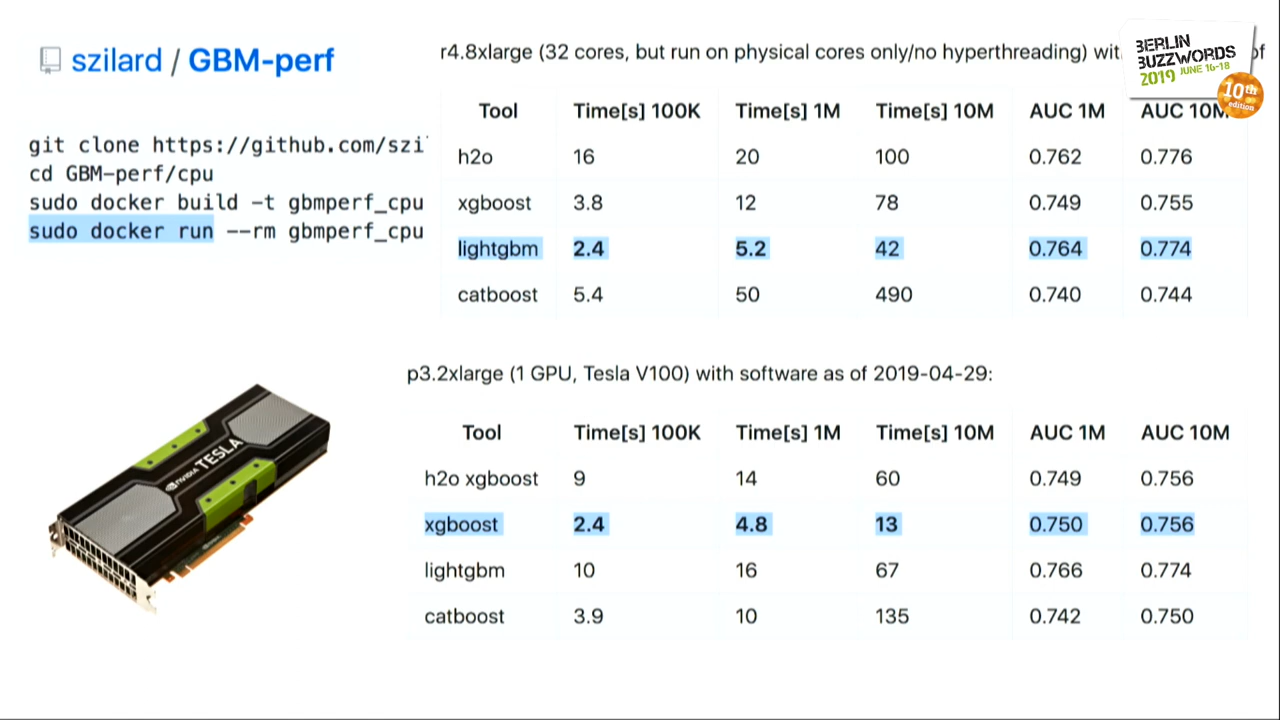 szilard / GBM-perf
git clone https://github.com/szi
cd GBM-perf/cpu
sudo docker build -t gbmperf_cpu
sudo docker run --rm gbmperf_cpu
r4.8xlarge (32 cores, but run on physical cores only/no hyperthreading)
BERLIN
BUZZWORDS
2019 JUNE 16-18
10th
edition
Tool Time[s] 100K Time[s] 1M Time[s] 10M AUC 1M AUC 10M
h2o 16 20 100 0.762 0.776
xgboost 3.8 12 78 0.749 0.755
lightgbm 2.4 5.2 42 0.764 0.774
catboost 5.4 50 490 0.740 0.744
p3.2xlarge (1 GPU, Tesla V100) with software as of 2019-04-29:
Tool Time[s] 100K Time[s] 1M Time[s] 10M AUC 1M AUC 10M
h2o xgboost 9 14 60 0.749 0.756
xgboost 2.4 4.8 13 0.750 0.756
lightgbm 10 16 67 0.766 0.774
catboost 3.9 10 135 0.742 0.750
nVIDIA TESLA